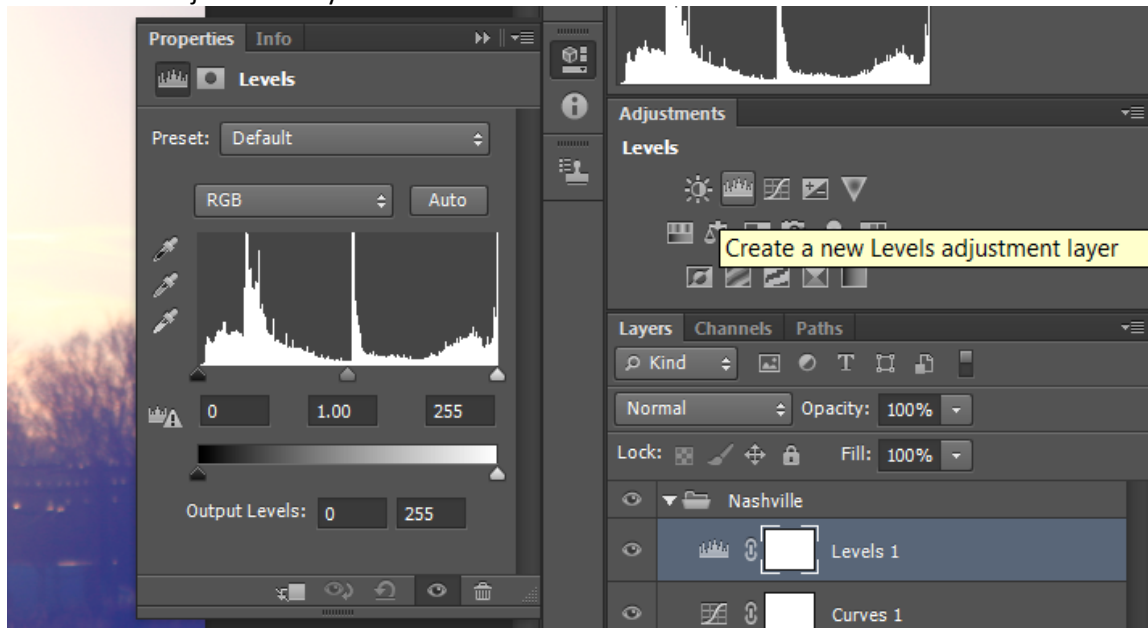 Properties Info
Levels
Preset: Default
RGB Auto
0 1.00 255
Output Levels: 0 255
Adjustments
Levels
Create a new Levels adjustment layer
Layers Channels Paths
Kind T
Normal Opacity: 100%
Lock: Fill: 100%
Nashville
Levels 1
Curves 1